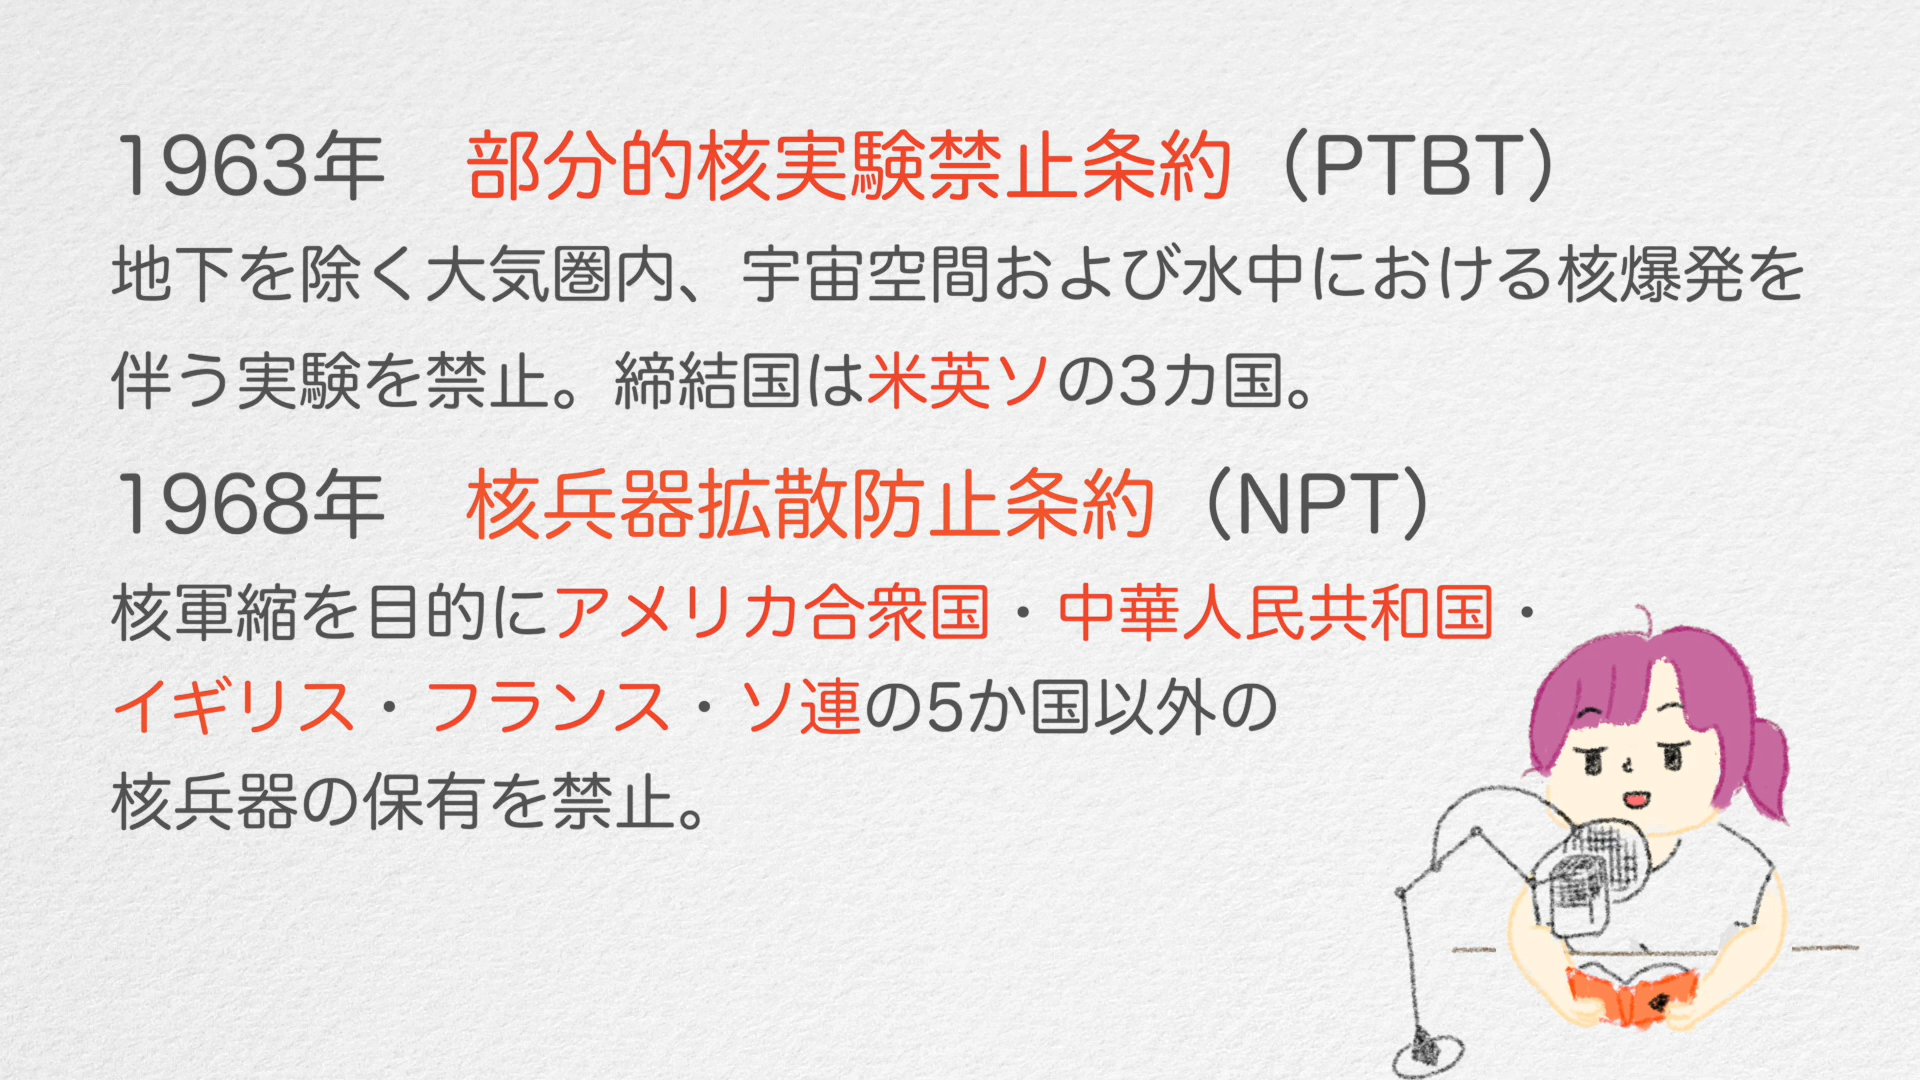 1963年　部分的核実験禁止条約（PTBT）
地下を除く大気圏内、宇宙空間および水中における核爆発を
伴う実験を禁止。締結国は米英ソの3カ国。
1968年　核兵器拡散防止条約（NPT）
核軍縮を目的にアメリカ合衆国・中華人民共和国・
イギリス・フランス・ソ連の5か国以外の
核兵器の保有を禁止。